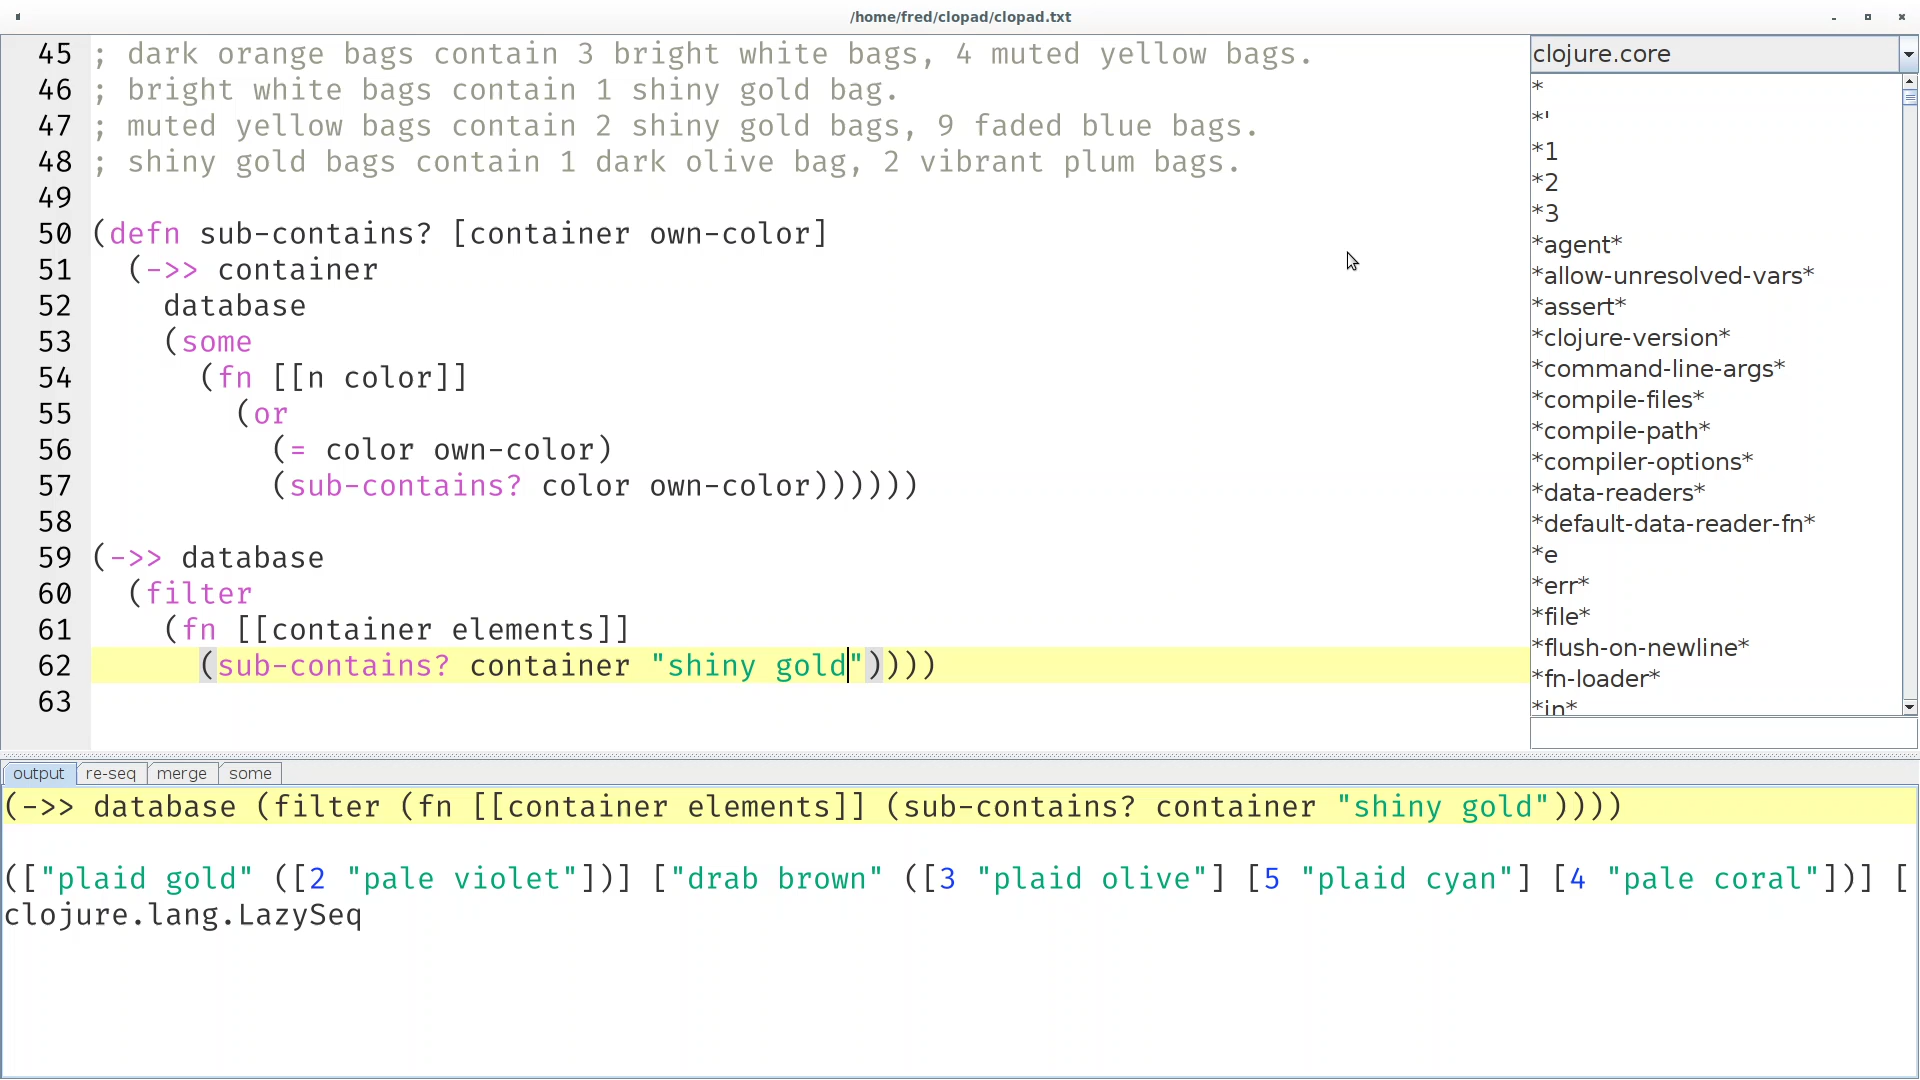 /home/fred/clopad/clopad.txt
45 ; dark orange bags contain 3 bright white bags, 4 muted yellow bags.
46 ; bright white bags contain 1 shiny gold bag.
47 ; muted yellow bags contain 2 shiny gold bags, 9 faded blue bags.
48 ; shiny gold bags contain 1 dark olive bag, 2 vibrant plum bags.
49
50 (defn sub-contains? [container own-color]
51   (->> container
52     database
53     (some
54       (fn [[n color]]
55         (or
56           (= color own-color)
57           (sub-contains? color own-color))))))
58
59 (->> database
60   (filter
61     (fn [[container elements]]
62       (sub-contains? container "shiny gold"))))
63
clojure.core
*
*'
*1
*2
*3
*agent*
*allow-unresolved-vars*
*assert*
*clojure-version*
*command-line-args*
*compile-files*
*compile-path*
*compiler-options*
*data-readers*
*default-data-reader-fn*
*e
*err*
*file*
*flush-on-newline*
*fn-loader*
*in*
output re-seq merge some
(->> database (filter (fn [[container elements]] (sub-contains? container "shiny gold"))))
(["plaid gold" ([2 "pale violet"])] ["drab brown" ([3 "plaid olive"] [5 "plaid cyan"] [4 "pale coral"])] [
clojure.lang.LazySeq